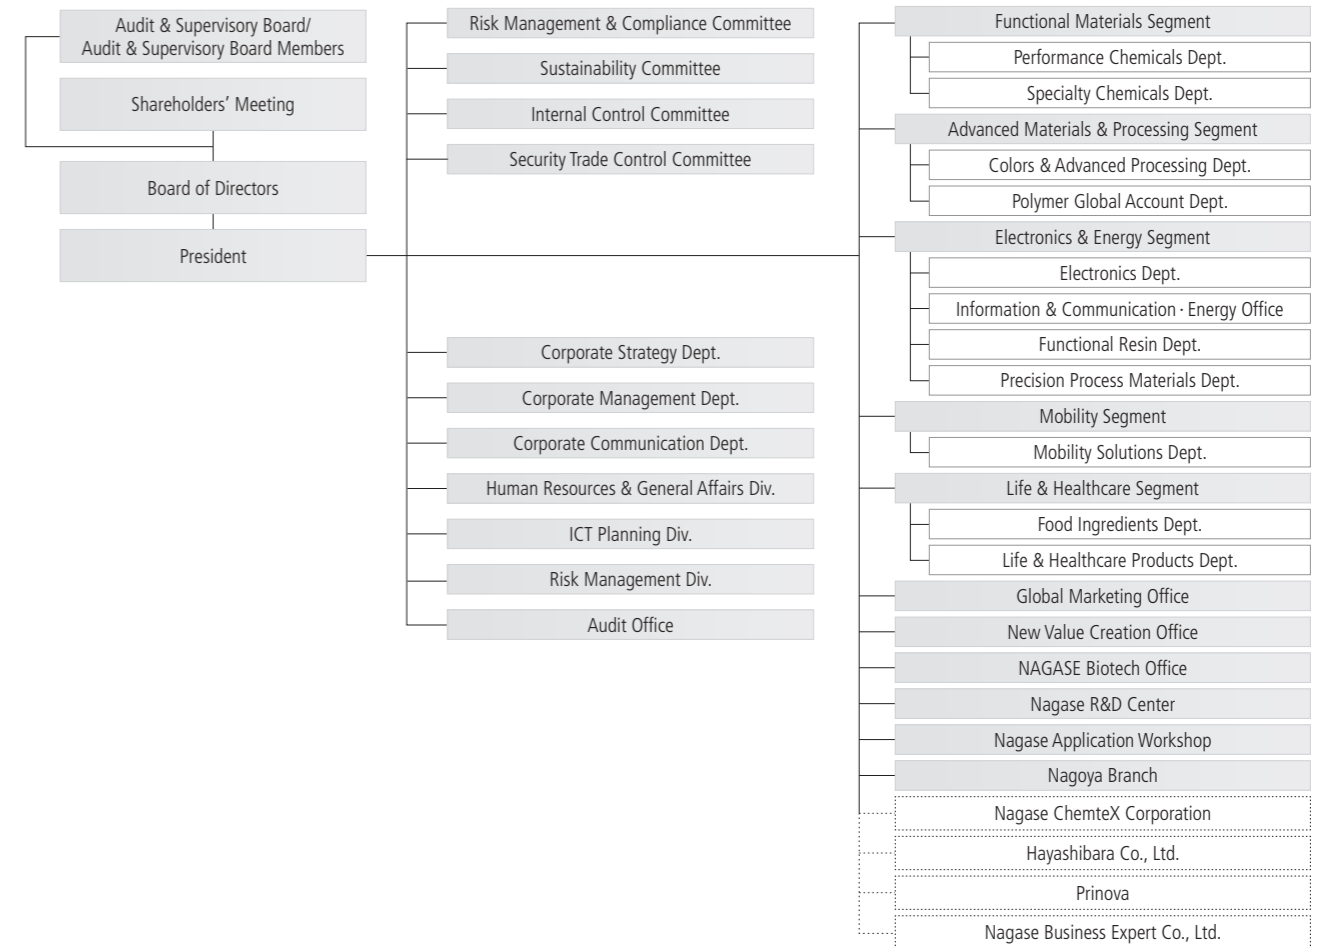 Audit & Supervisory Board/
Audit & Supervisory Board Members
Shareholders’ Meeting
Board of Directors
President
Risk Management & Compliance Committee
Sustainability Committee
Internal Control Committee
Security Trade Control Committee
Corporate Strategy Dept.
Corporate Management Dept.
Corporate Communication Dept.
Human Resources & General Affairs Div.
ICT Planning Div.
Risk Management Div.
Audit Office
Functional Materials Segment
Performance Chemicals Dept.
Specialty Chemicals Dept.
Advanced Materials & Processing Segment
Colors & Advanced Processing Dept.
Polymer Global Account Dept.
Electronics & Energy Segment
Electronics Dept.
Information & Communication · Energy Office
Functional Resin Dept.
Precision Process Materials Dept.
Mobility Segment
Mobility Solutions Dept.
Life & Healthcare Segment
Food Ingredients Dept.
Life & Healthcare Products Dept.
Global Marketing Office
New Value Creation Office
NAGASE Biotech Office
Nagase R&D Center
Nagase Application Workshop
Nagoya Branch
Nagase ChemteX Corporation
Hayashibara Co., Ltd.
Prinova
Nagase Business Expert Co., Ltd.